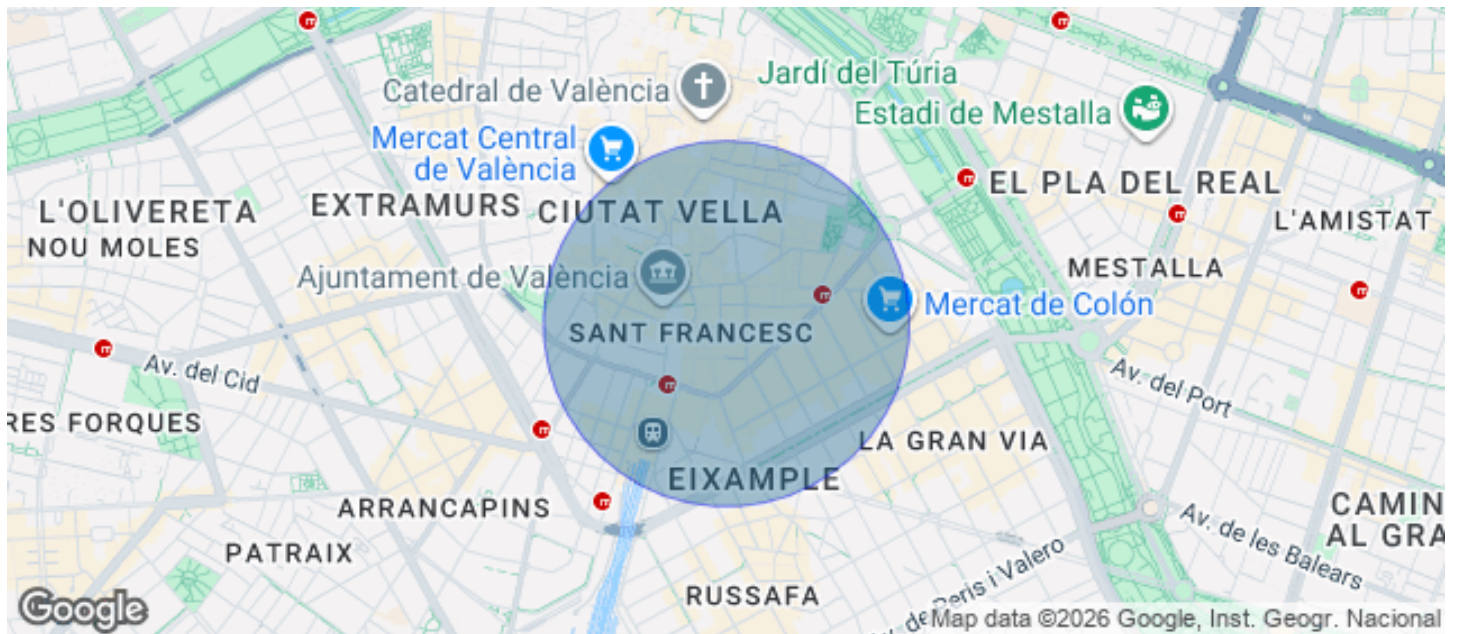 Catedral de València
Jardí del Túria
Estadi de Mestalla
Mercat Central
de València
EL PLA DEL REAL
L'OLIVERETA
EXTRAMURS
CIUTAT VELLA
L'AMISTAT
NOU MOLES
MESTALLA
Ajuntament de València
Mercat de Colón
SANT FRANCESC
Av. del Cid
Av. del Port
RES FORQUES
LA GRAN VIA
EIXAMPLE
ARRANCAPINS
CAMIN
AL GRA
Av. de les Balears
PATRAIX
de Peris i Valero
RUSSAFA
Google
Map data ©2026 Google, Inst. Geogr. Nacional